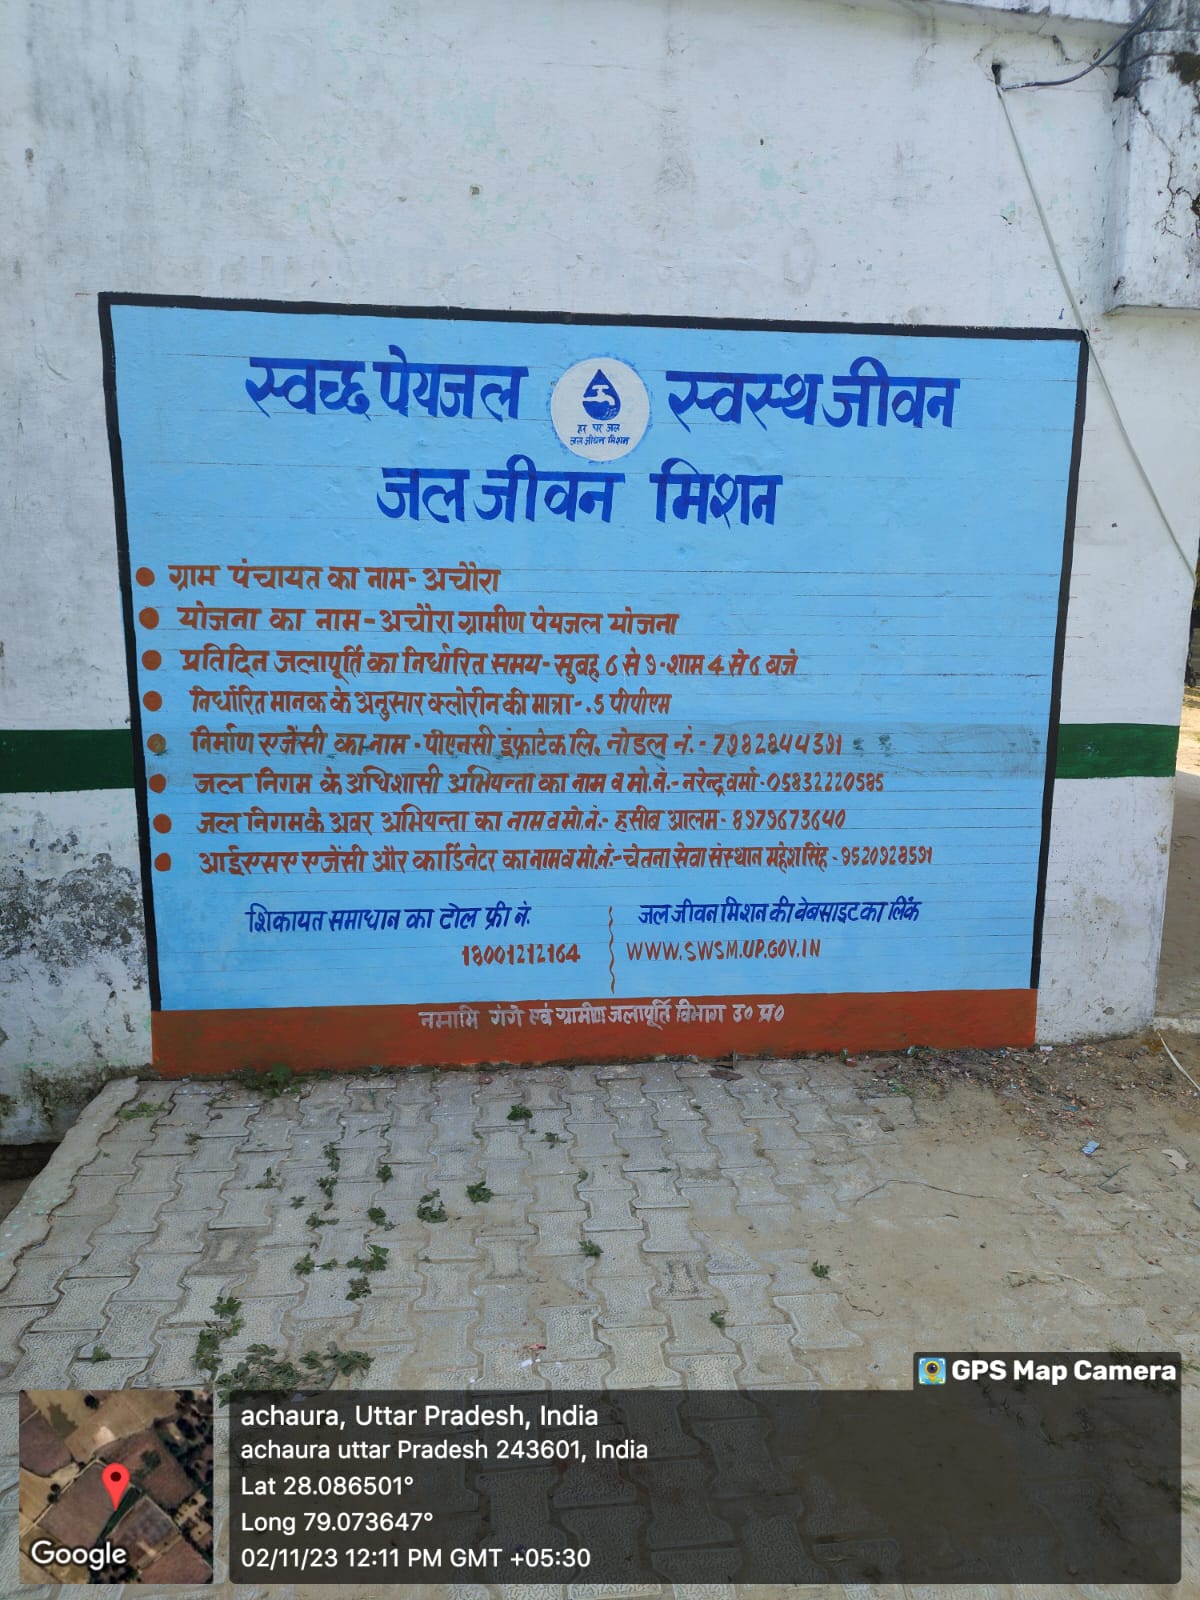 स्वच्छ पेयजल स्वस्थ जीवन
हर घर जल
जल जीवन मिशन
जल जीवन मिशन
ग्राम पंचायत का नाम- अचौरा
योजना का नाम- अचौरा ग्रामीण पेयजल योजना
प्रतिदिन जलापूर्ति का निर्धारित समय- सुबह 6 से 9-शाम 4 से 6 बजे
निर्धारित मानक के अनुसार क्लोरीन की मात्रा- .5 पीपीएम
निर्माण एजेंसी का नाम - पीएनसी इंफ्राटेक लि. नोडल नं.- 7982844391
जल निगम के अधिशासी अभियन्ता का नाम व मो.नं.- नरेन्द्र वर्मा-05832220585
जल निगम के अवर अभियन्ता का नाम व मो.नं.- हसीब आलम- 8979673640
आईएसए एजेंसी और कार्डिनेटर का नाम व मो.नं.-चेतना सेवा संस्थान महेश सिंह-9520928591
शिकायत समाधान का टोल फ्री नं.
18001212164
जल जीवन मिशन की वेबसाइट का लिंक
WWW.SWSM.UP.GOV.IN
नमामि गंगे एवं ग्रामीण जलापूर्ति विभाग उ० प्र०
GPS Map Camera
achaura, Uttar Pradesh, India
achaura uttar Pradesh 243601, India
Lat 28.086501°
Long 79.073647°
02/11/23 12:11 PM GMT +05:30
Google